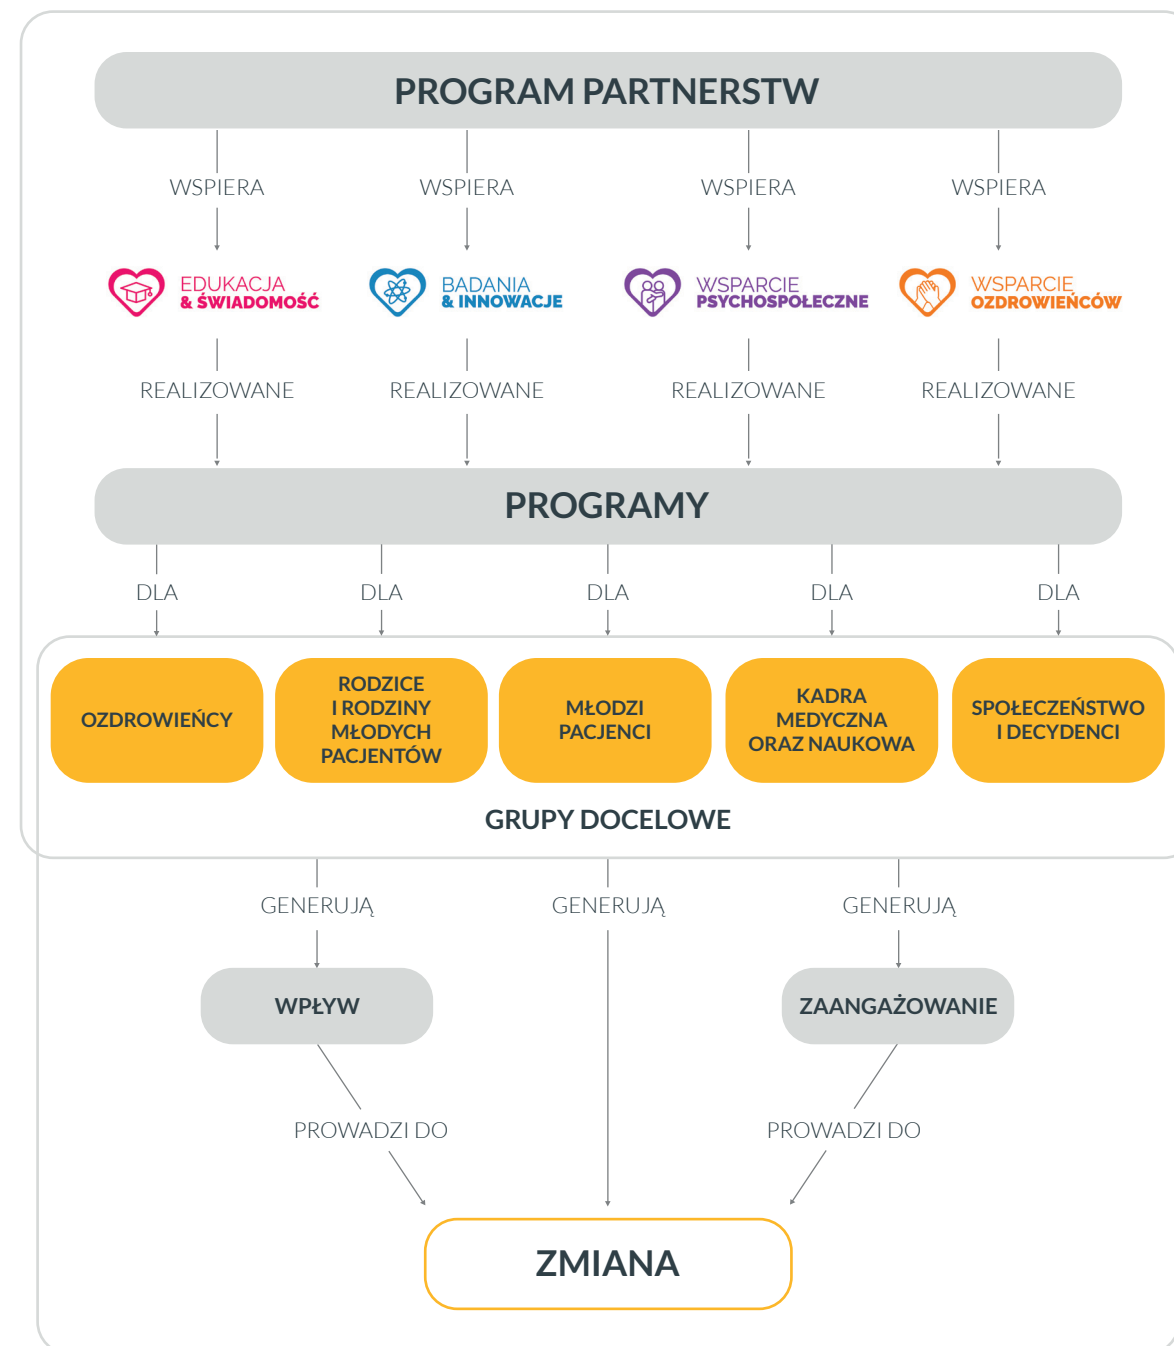 PROGRAM PARTNERSTW
WSPIERA
WSPIERA
WSPIERA
WSPIERA
EDUKACJA
& ŚWIADOMOŚĆ
BADANIA
& INNOWACJE
WSPARCIE
PSYCHOSPOŁECZNE
WSPARCIE
OZDROWIEŃCÓW
REALIZOWANE
REALIZOWANE
REALIZOWANE
REALIZOWANE
PROGRAMY
DLA
DLA
DLA
DLA
DLA
OZDROWIEŃCY
RODZICE
I RODZINY
MŁODYCH
PACJENTÓW
MŁODZI
PACJENCI
KADRA
MEDYCZNA
ORAZ NAUKOWA
SPOŁECZEŃSTWO
I DECYDENCI
GRUPY DOCELOWE
GENERUJĄ
GENERUJĄ
GENERUJĄ
WPŁYW
ZAANGAŻOWANIE
PROWADZI DO
PROWADZI DO
ZMIANA